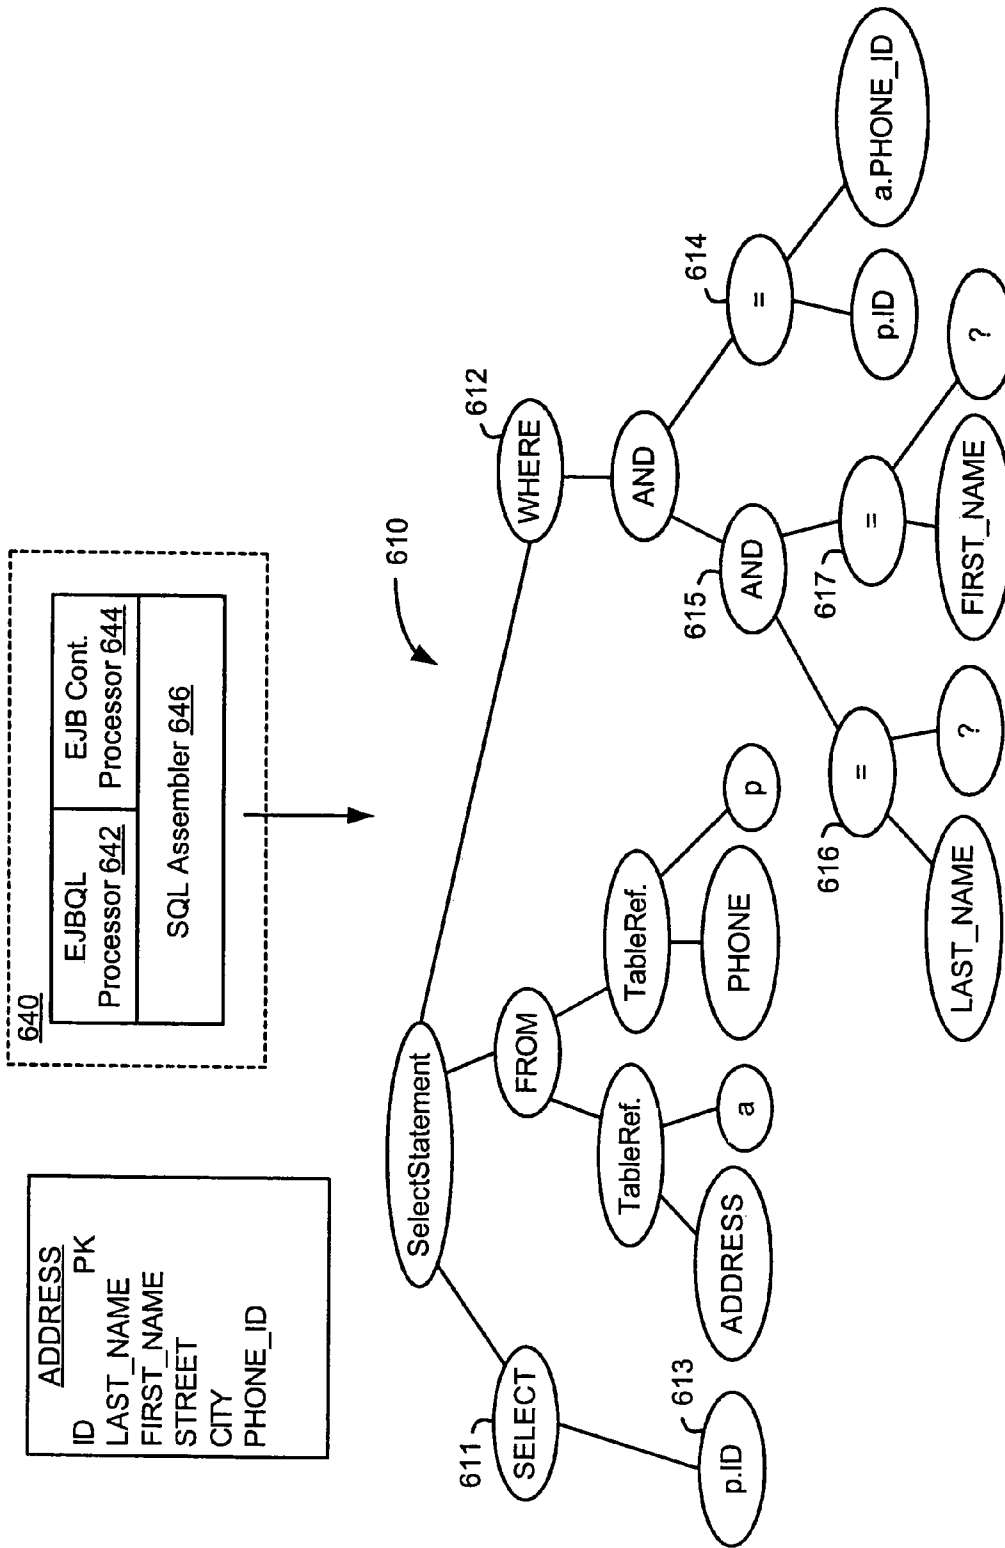 ADDRESS
ID PK
LAST_NAME
FIRST_NAME
STREET
CITY
PHONE_ID
640
EJBQL
Processor 642
EJB Cont.
Processor 644
SQL Assembler 646
610
SelectStatement
611
SELECT
FROM
612
WHERE
p.ID
613
TableRef.
TableRef.
AND
ADDRESS
a
PHONE
p
615
AND
614
=
616
=
617
=
p.ID
a.PHONE_ID
LAST_NAME
?
FIRST_NAME
?